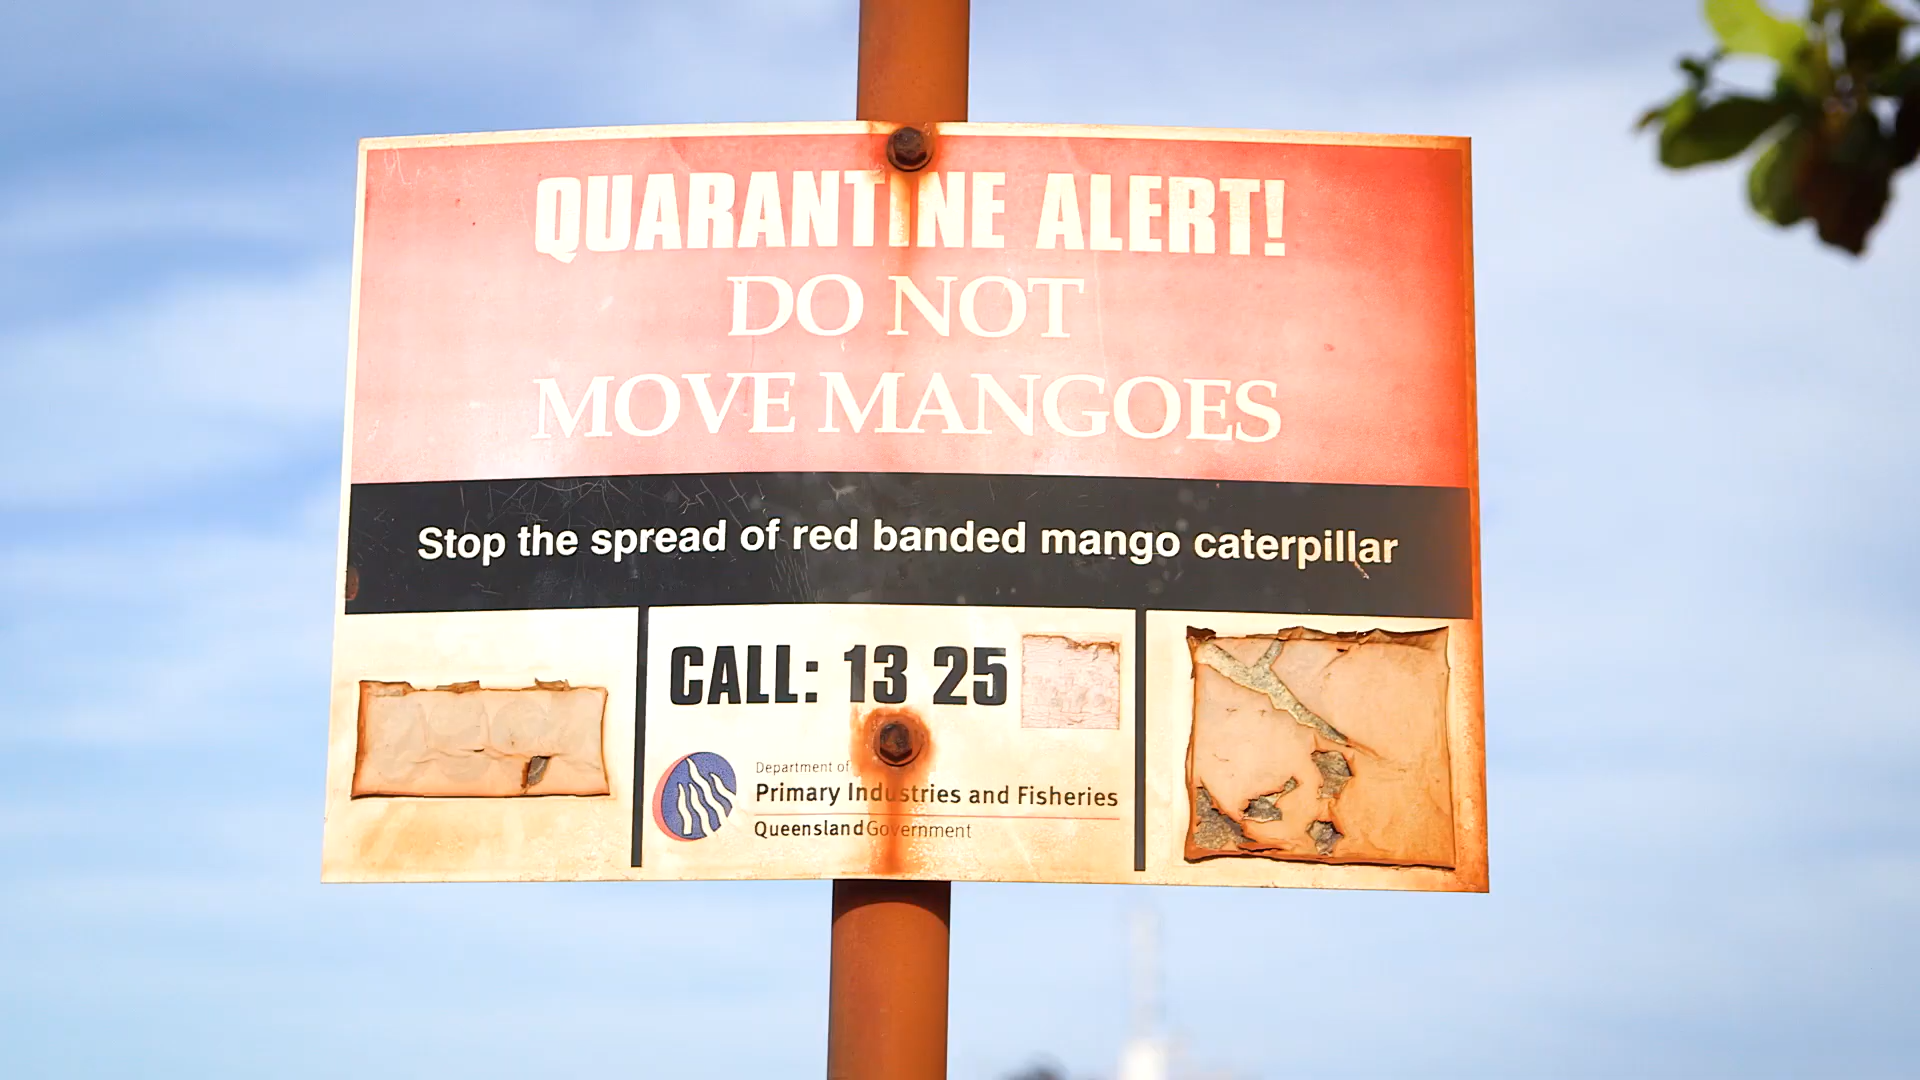 QUARANTINE ALERT!
DO NOT
MOVE MANGOES
Stop the spread of red banded mango caterpillar
CALL: 13 25
Department of
Primary Industries and Fisheries
Queensland Government